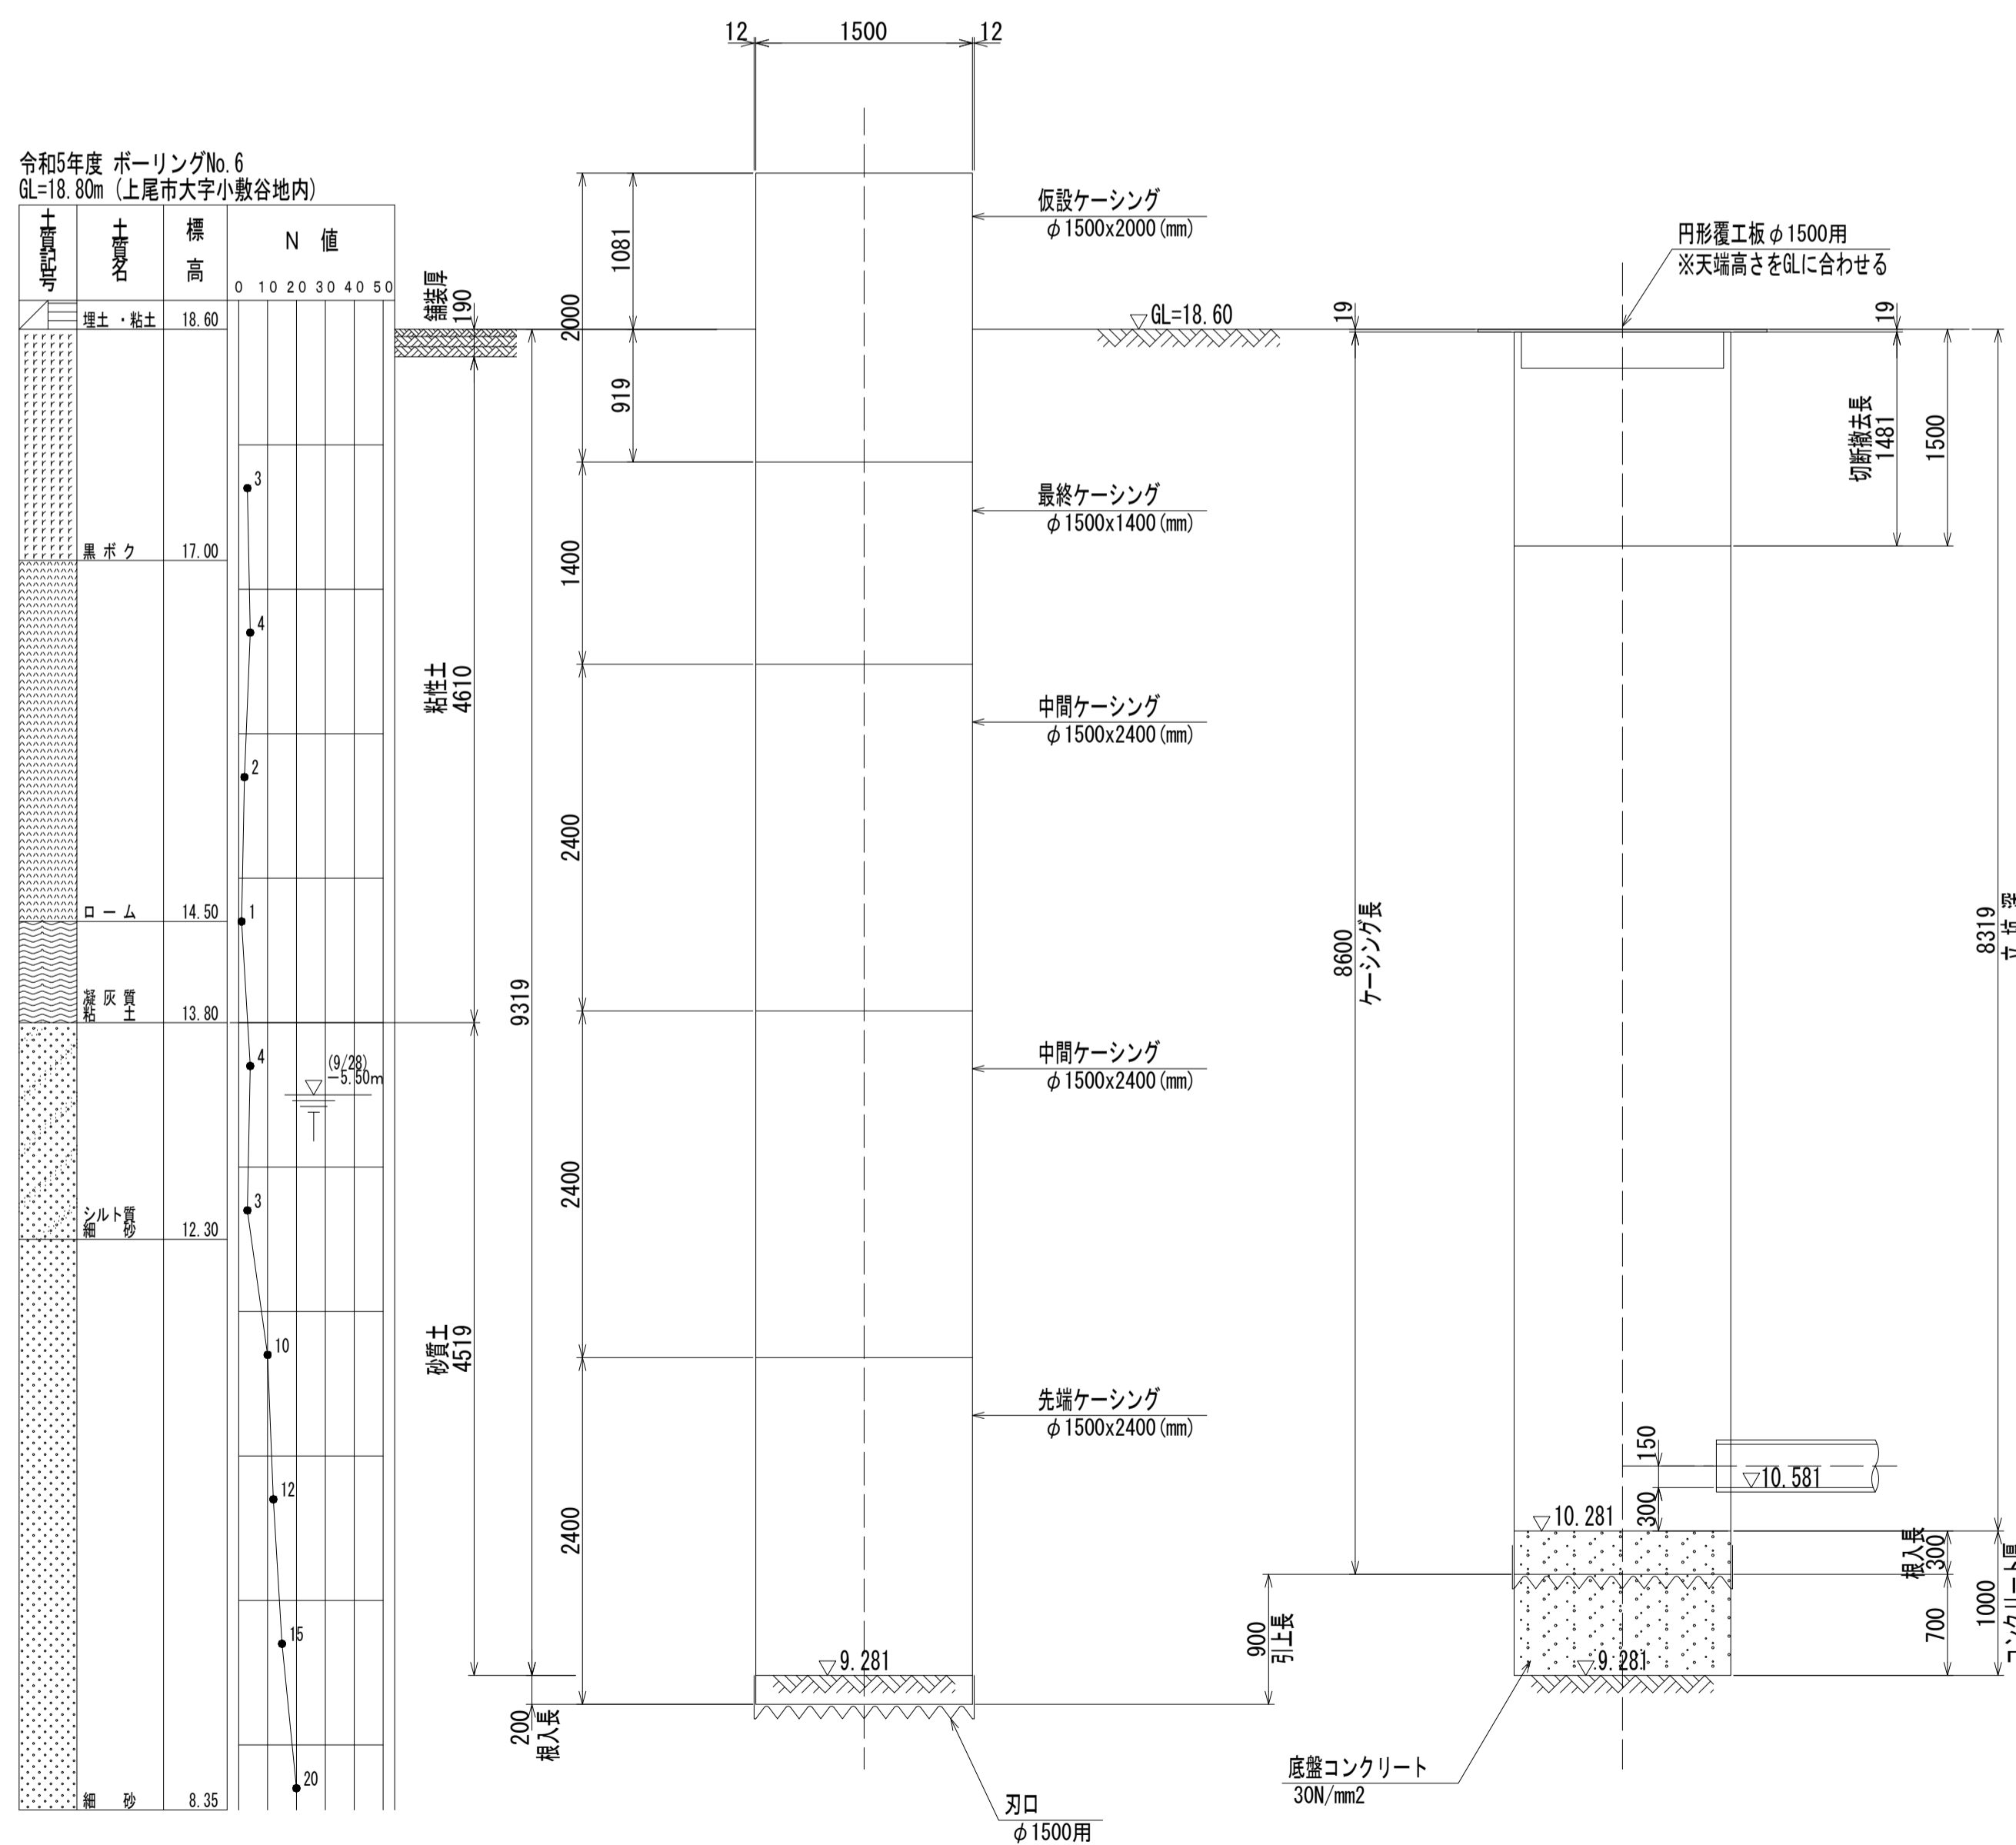 令和5年度 ボーリングNo.6
GL=18.80m (上尾市大字小敷谷地内)
土質記号
土質名
標高
N 値
0 10 20 30 40 50
埋土・粘土 18.60
黒ボク 17.00
ローム 14.50
凝灰質
粘土 13.80
シルト質
細砂 12.30
細砂 8.35
3
4
2
1
4
3
10
12
15
20
(9/28)
-5.50m
舗装厚
190
粘性土
4610
砂質土
4519
9319
200
根入長
12 1500 12
2000
1081
919
1400
2400
2400
2400
仮設ケーシング
φ1500x2000(mm)
最終ケーシング
φ1500x1400(mm)
中間ケーシング
φ1500x2400(mm)
中間ケーシング
φ1500x2400(mm)
先端ケーシング
φ1500x2400(mm)
9.281
刃口
φ1500用
GL=18.60
円形覆工板φ1500用
※天端高さをGLに合わせる
19
19
8600
ケーシング長
900
引上長
切断撤去長
1481
1500
8319
立坑深
150
300
10.581
10.281
根入長
300
700
1000
コンクリート厚
9.281
底盤コンクリート
30N/mm2